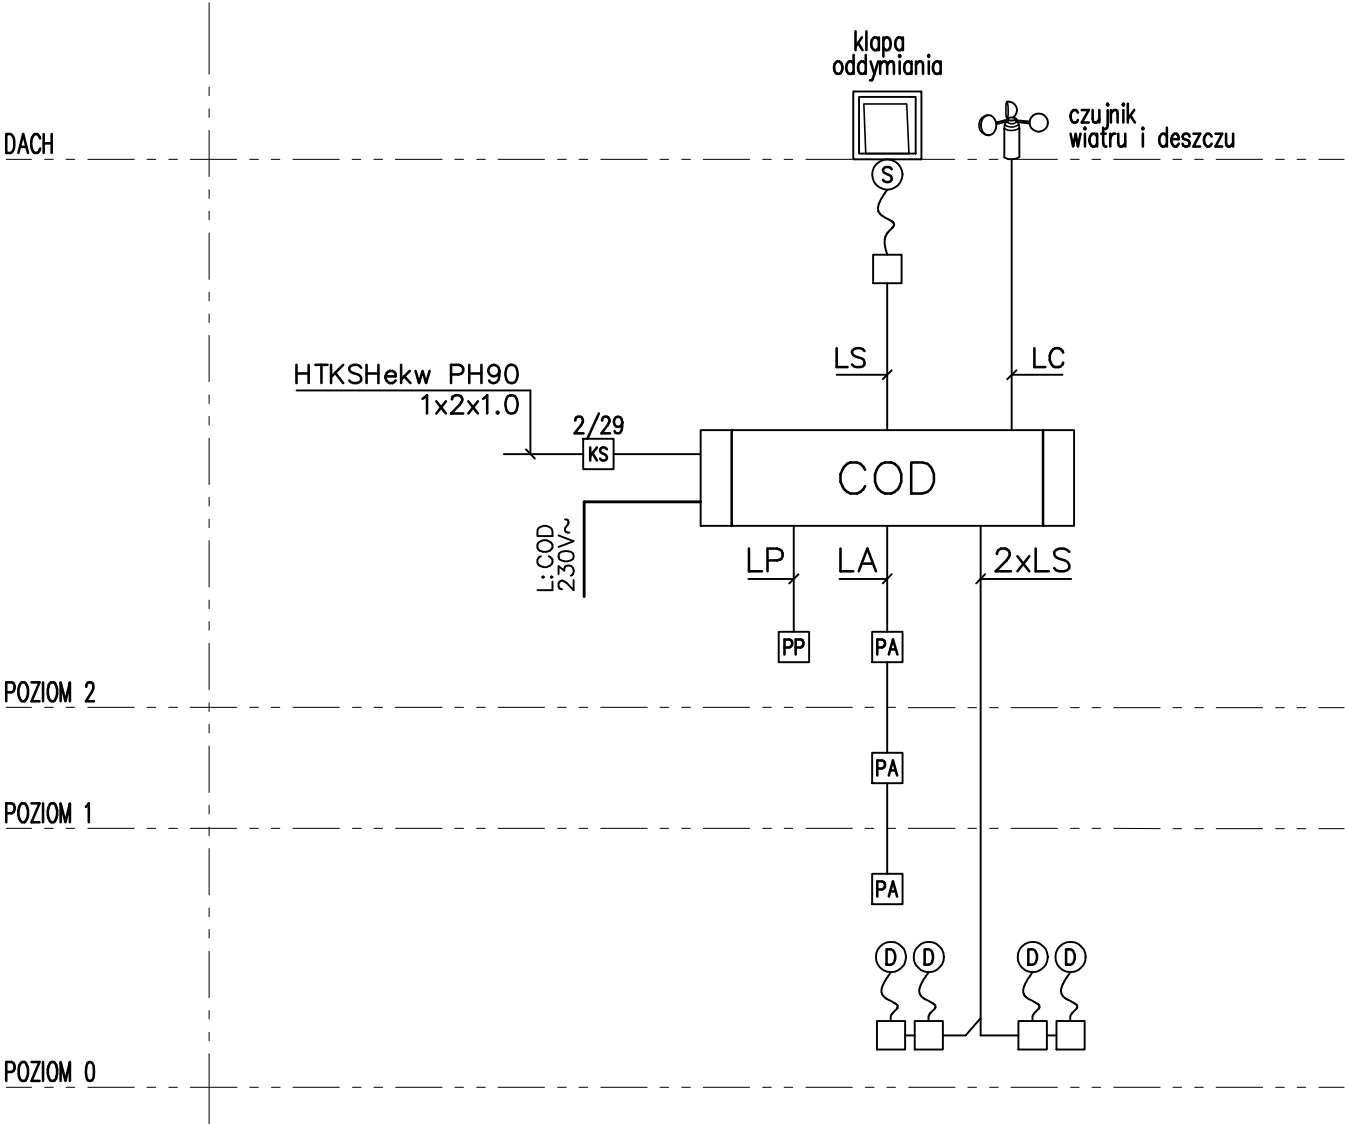 klapa
oddymiania
czujnik
wiatru i deszczu
DACH
S
LS
LC
HTKSHekw PH90
1x2x1.0
2/29
KS
COD
L:COD
230V~
LP
LA
2xLS
PP
PA
POZIOM 2
PA
POZIOM 1
PA
D D D D
POZIOM 0